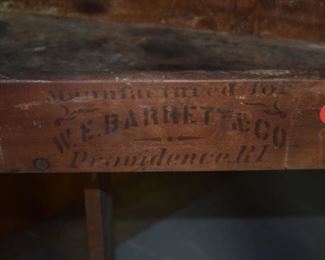 Manufactured for
W.E. BARRETT & CO
Providence, R.I